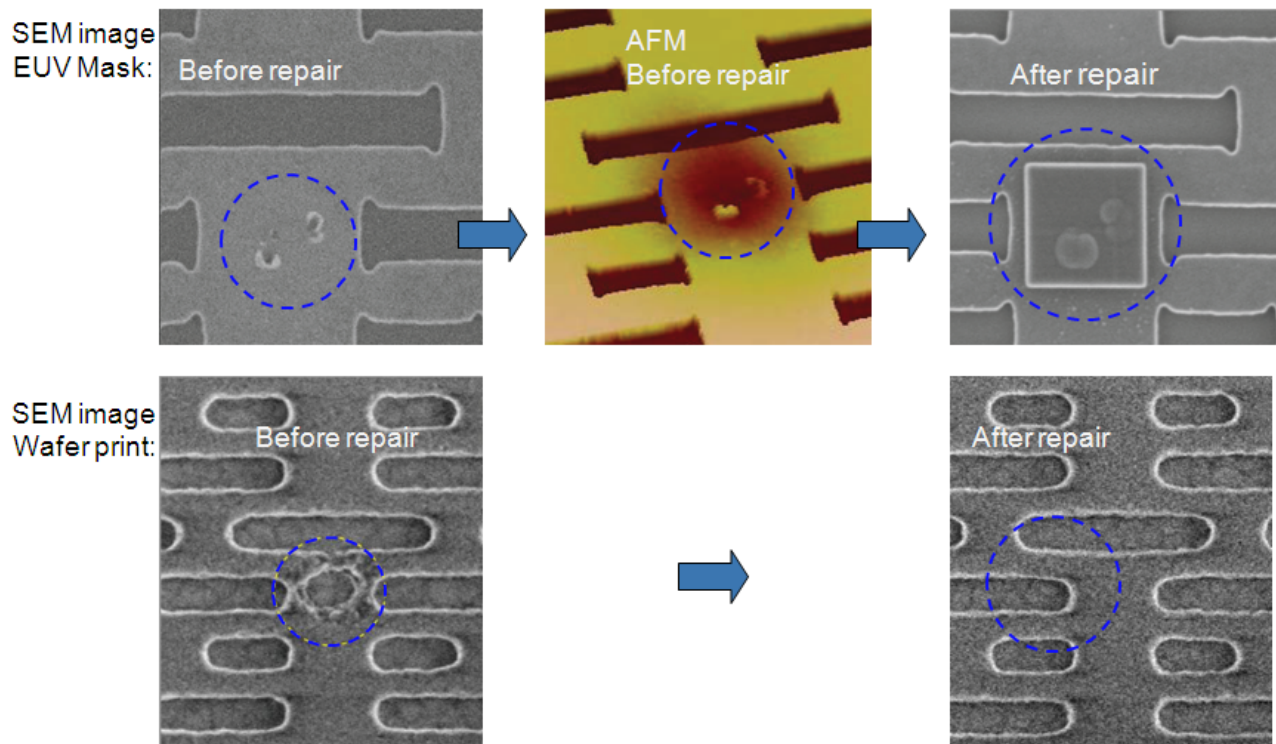 SEM image
EUV Mask:
Before repair
AFM
Before repair
After repair
SEM image
Wafer print:
Before repair
After repair